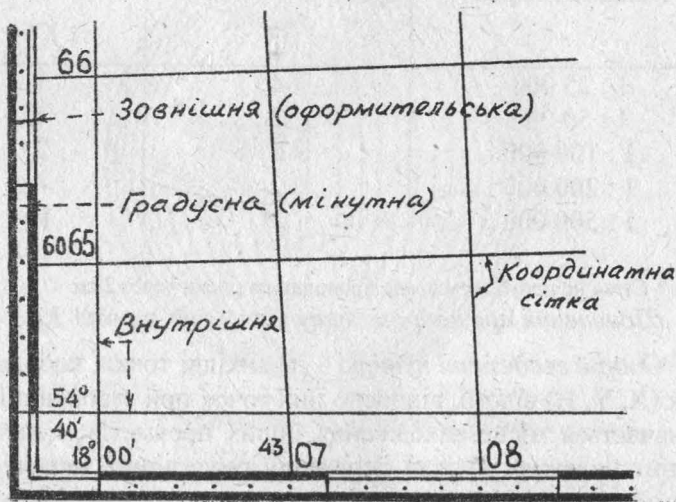 66
Зовнішня (оформительська)
Градусна (мінутна)
6065
Координатна
сітка
Внутрішня
54°
40'
18° 00' 43 07 08